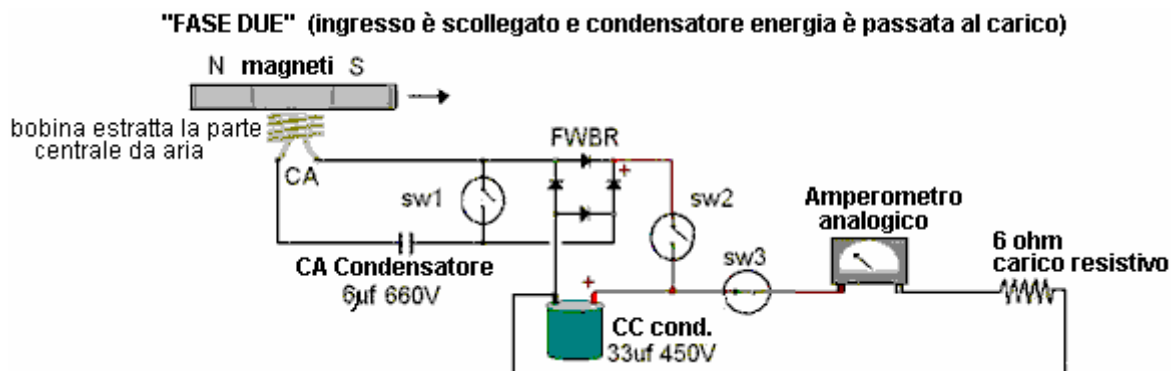 "FASE DUE" (ingresso è scollegato e condensatore energia è passata al carico)
N magneti S
bobina estratta la parte
centrale da aria
CA
FWBR
+
sw1
sw2
CA Condensatore
6µf 660V
sw3
Amperometro
analogico
6 ohm
carico resistivo
+
CC cond.
33uf 450V